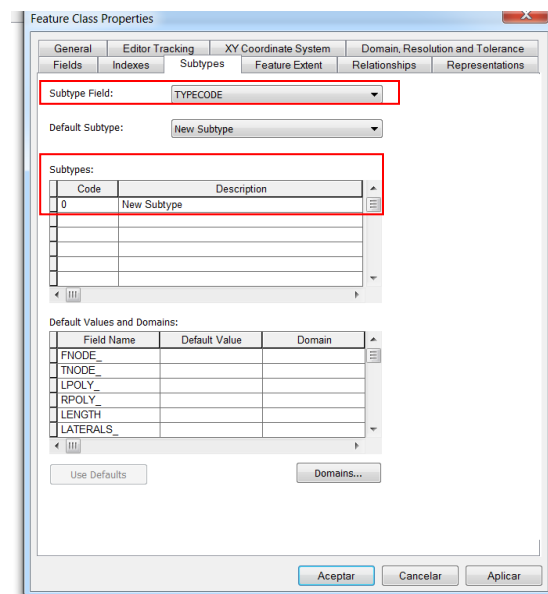 Feature Class Properties
General Editor Tracking XY Coordinate System Domain, Resolution and Tolerance
Fields Indexes Subtypes Feature Extent Relationships Representations
Subtype Field: TYPECODE
Default Subtype: New Subtype
Subtypes:
Code Description
0 New Subtype
Default Values and Domains:
Field Name Default Value Domain
FNODE_
TNODE_
LPOLY_
RPOLY_
LENGTH
LATERALS_
Use Defaults Domains...
Aceptar Cancelar Aplicar